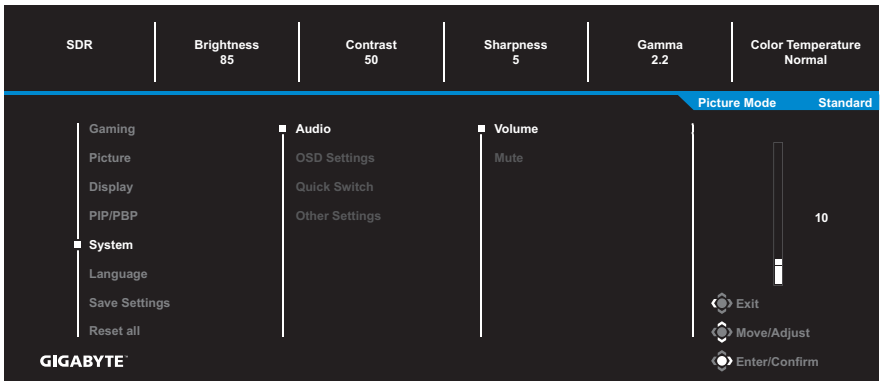 SDR Brightness Contrast Sharpness Gamma Color Temperature
85 50 5 2.2 Normal
Picture Mode Standard
Gaming Audio Volume
Picture OSD Settings Mute
Display Quick Switch
PIP/PBP Other Settings 10
System
Language
Save Settings Exit
Reset all Move/Adjust
GIGABYTE™ Enter/Confirm